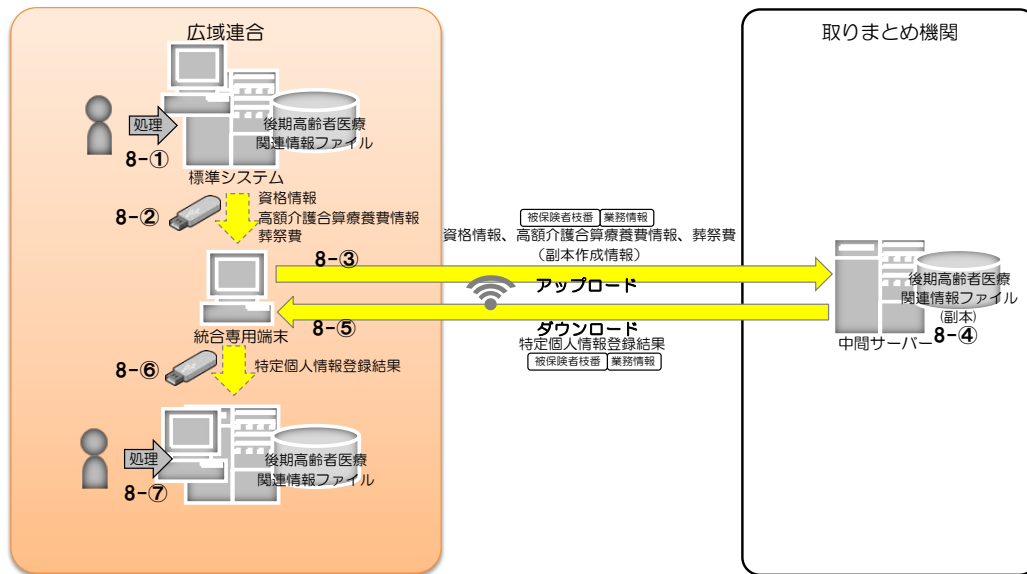 広域連合
取りまとめ機関
処理
8-①
後期高齢者医療
関連情報ファイル
標準システム
8-②
資格情報
高額介護合算療養費情報
葬祭費
被保険者枝番 業務情報
資格情報、高額介護合算療養費情報、葬祭費
（副本作成情報）
8-③
アップロード
統合専用端末
8-⑤
ダウンロード
特定個人情報登録結果
被保険者枝番 業務情報
後期高齢者医療
関連情報ファイル
(副本)
8-④
中間サーバー
8-⑥
特定個人情報登録結果
処理
8-⑦
後期高齢者医療
関連情報ファイル